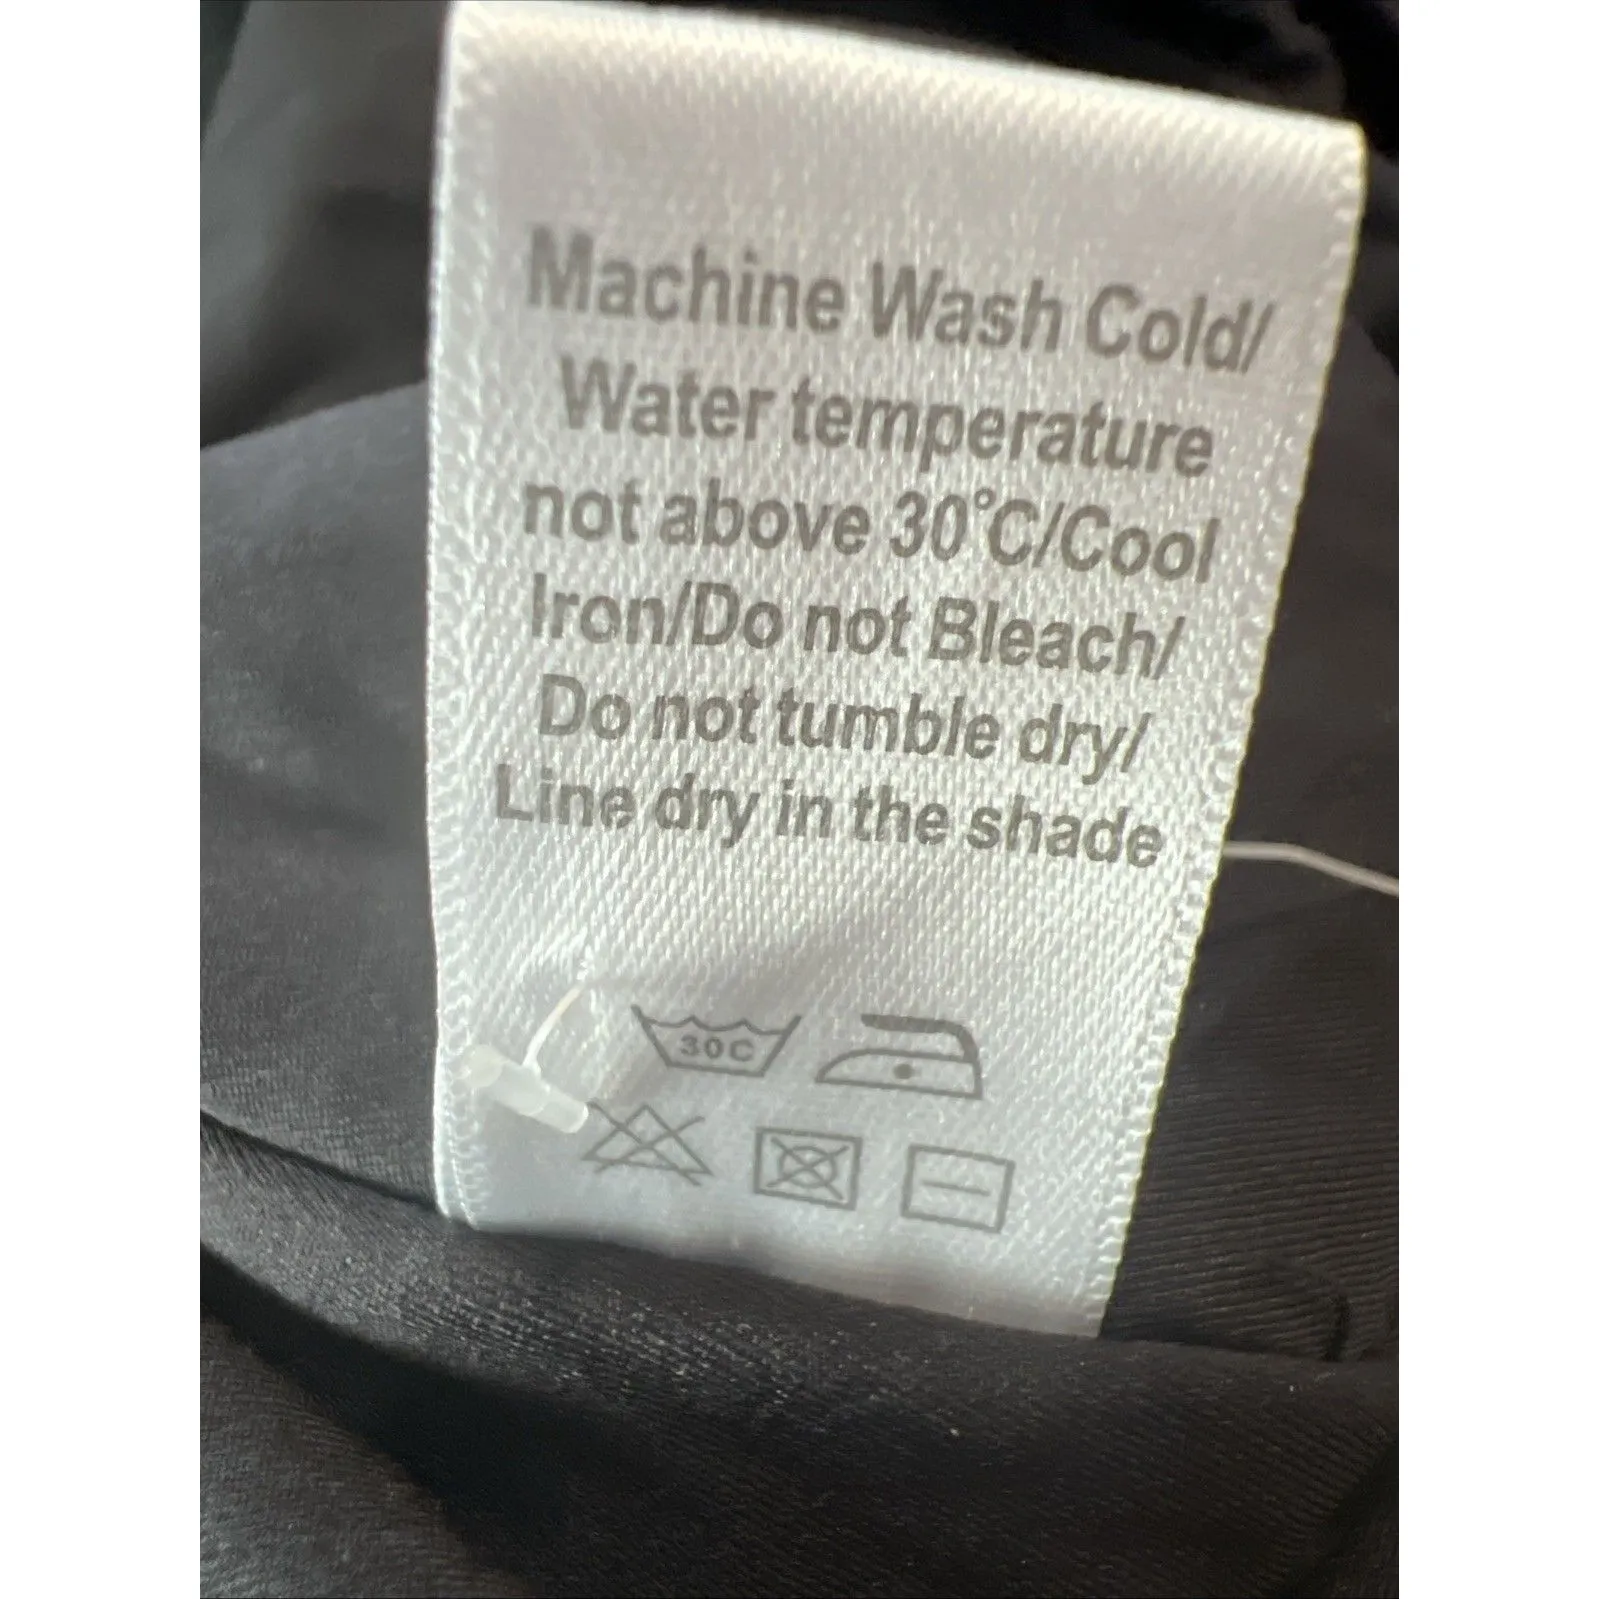 Machine Wash Cold/
Water temperature
not above 30°C/Cool
Iron/Do not Bleach/
Do not tumble dry/
Line dry in the shade
30C